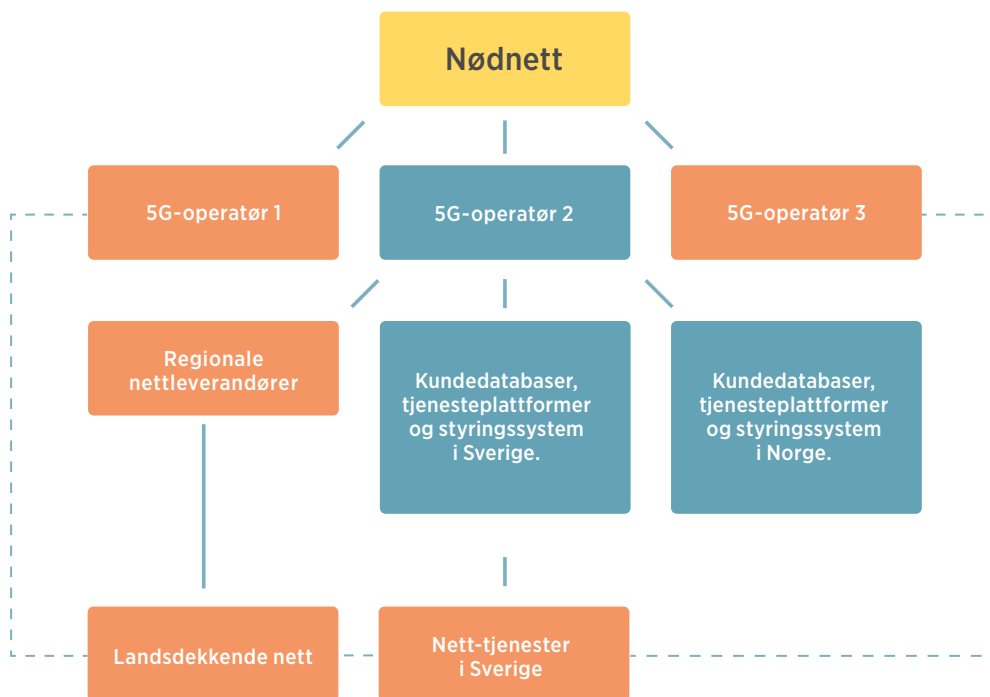 Nødnett
5G-operatør 1
5G-operatør 2
5G-operatør 3
Regionale
nettleverandører
Kundedatabaser,
tjenesteplattformer
og styringssystem
i Sverige.
Kundedatabaser,
tjenesteplattformer
og styringssystem
i Norge.
Landsdekkende nett
Nett-tjenester
i Sverige